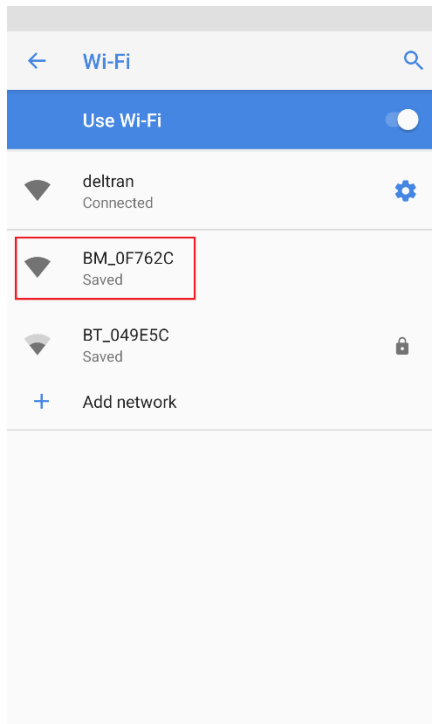 Wi-Fi
Use Wi-Fi
deltran
Connected
BM_0F762C
Saved
BT_049E5C
Saved
Add network